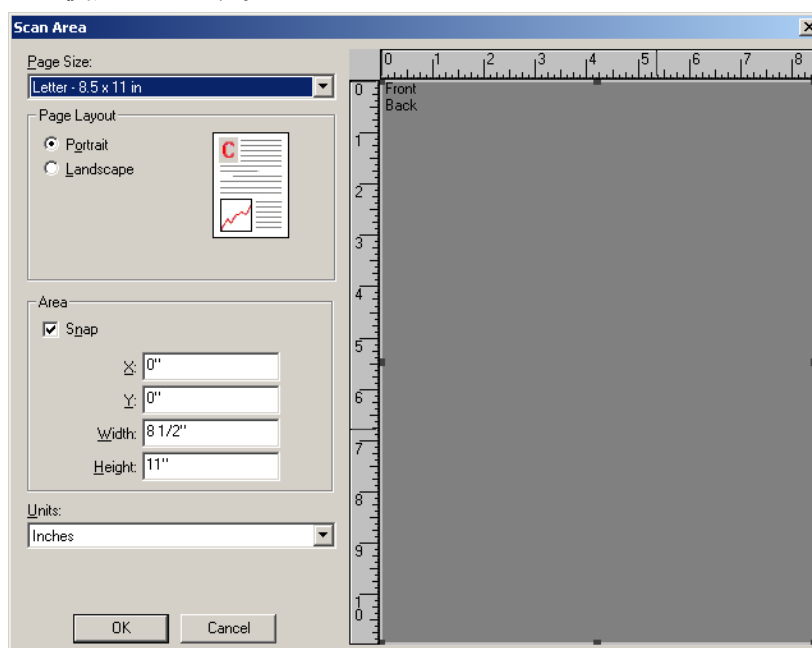 Scan Area
Page Size:
Letter - 8.5 x 11 in
Page Layout
Portrait
Landscape
C
Area
Snap
X: 0"
Y: 0"
Width: 8 1/2"
Height: 11"
Units:
Inches
OK Cancel
0 1 2 3 4 5 6 7 8
0
1
2
3
4
5
6
7
8
9
10
Front
Back